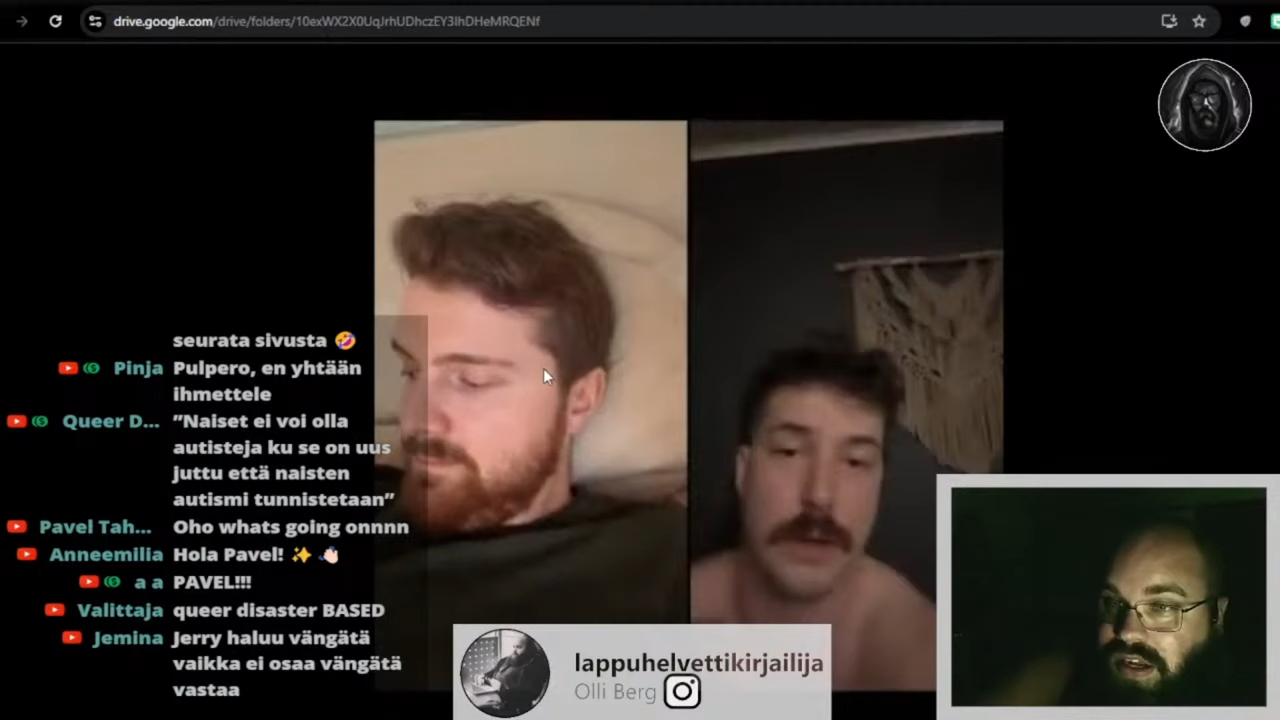 drive.google.com/drive/folders/10exWX2X0UqJrhUDhczEY3IhDHeMRQENf
seurata sivusta 🤣
Pinja Pulpero, en yhtään
ihmettele
Queer D... ”Naiset ei voi olla
autisteja ku se on uus
juttu että naisten
autismi tunnistetaan”
Pavel Tah... Oho whats going onnnn
Anneemilia Hola Pavel! ✨ 👋🏻
a a PAVEL!!!
Valittaja queer disaster BASED
Jemina Jerry haluu vängätä
vaikka ei osaa vängätä
vastaa
lappuhelvettikirjailija
Olli Berg